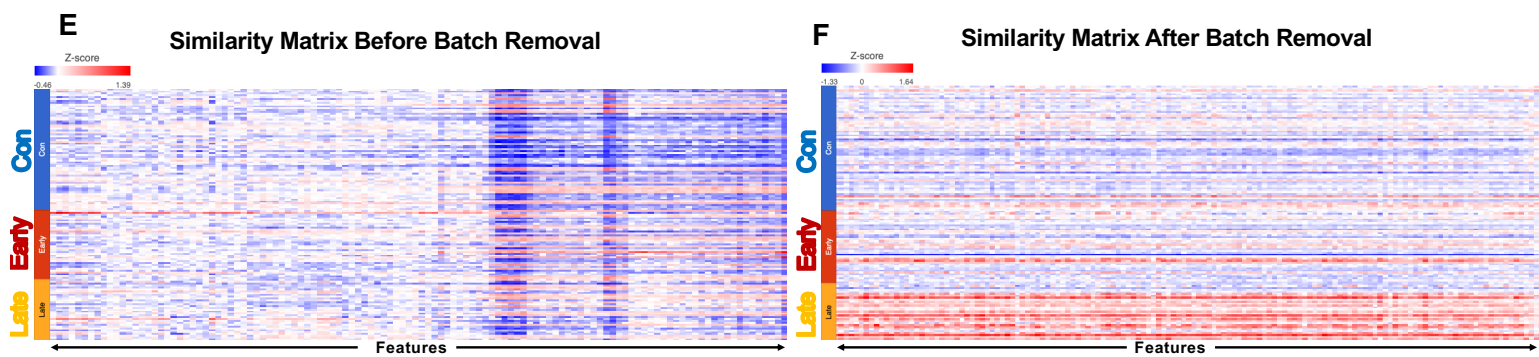 E
Similarity Matrix Before Batch Removal
Z-score
-0.46 1.39
Con
Con
Early
Early
Late
Late
Features
F
Similarity Matrix After Batch Removal
Z-score
-1.33 0 1.64
Con
Con
Early
Early
Late
Late
Features